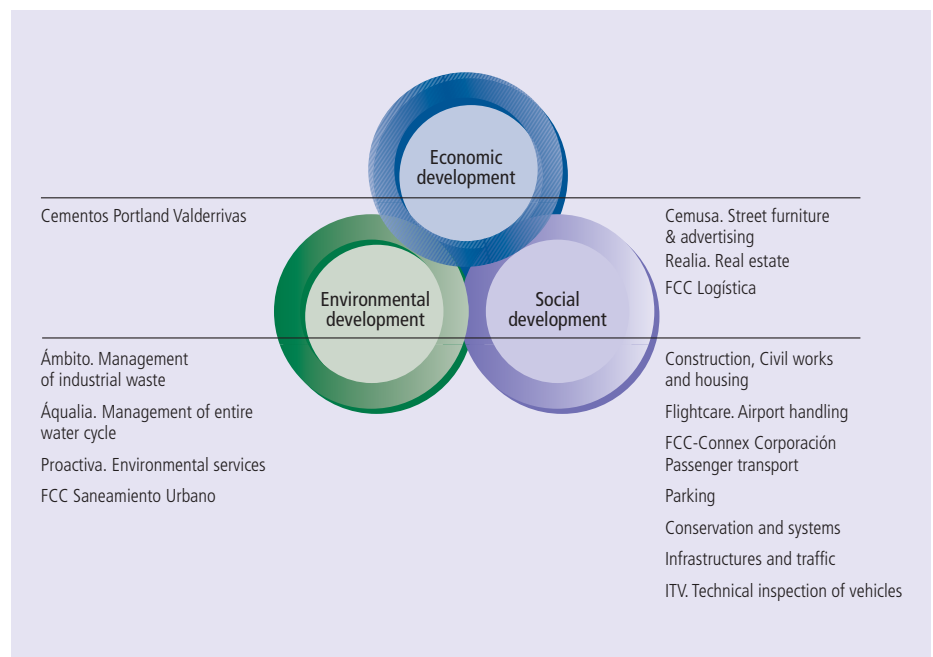 Economic
development
Cementos Portland Valderrivas
Cemusa. Street furniture
& advertising
Realia. Real estate
FCC Logística
Environmental
development
Social
development
Ámbito. Management
of industrial waste
Áqualia. Management of entire
water cycle
Proactiva. Environmental services
FCC Saneamiento Urbano
Construction, Civil works
and housing
Flightcare. Airport handling
FCC-Connex Corporación
Passenger transport
Parking
Conservation and systems
Infrastructures and traffic
ITV. Technical inspection of vehicles